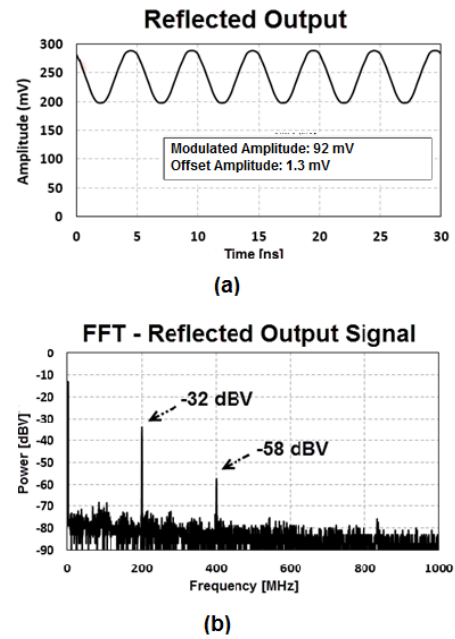 Reflected Output
300
250
200
150
100
50
0
Amplitude (mV)
Modulated Amplitude: 92 mV
Offset Amplitude: 1.3 mV
0 5 10 15 20 25 30
Time [ns]
(a)
FFT - Reflected Output Signal
0
-10
-20
-30
-40
-50
-60
-70
-80
-90
Power [dBV]
-32 dBV
-58 dBV
0 200 400 600 800 1000
Frequency [MHz]
(b)